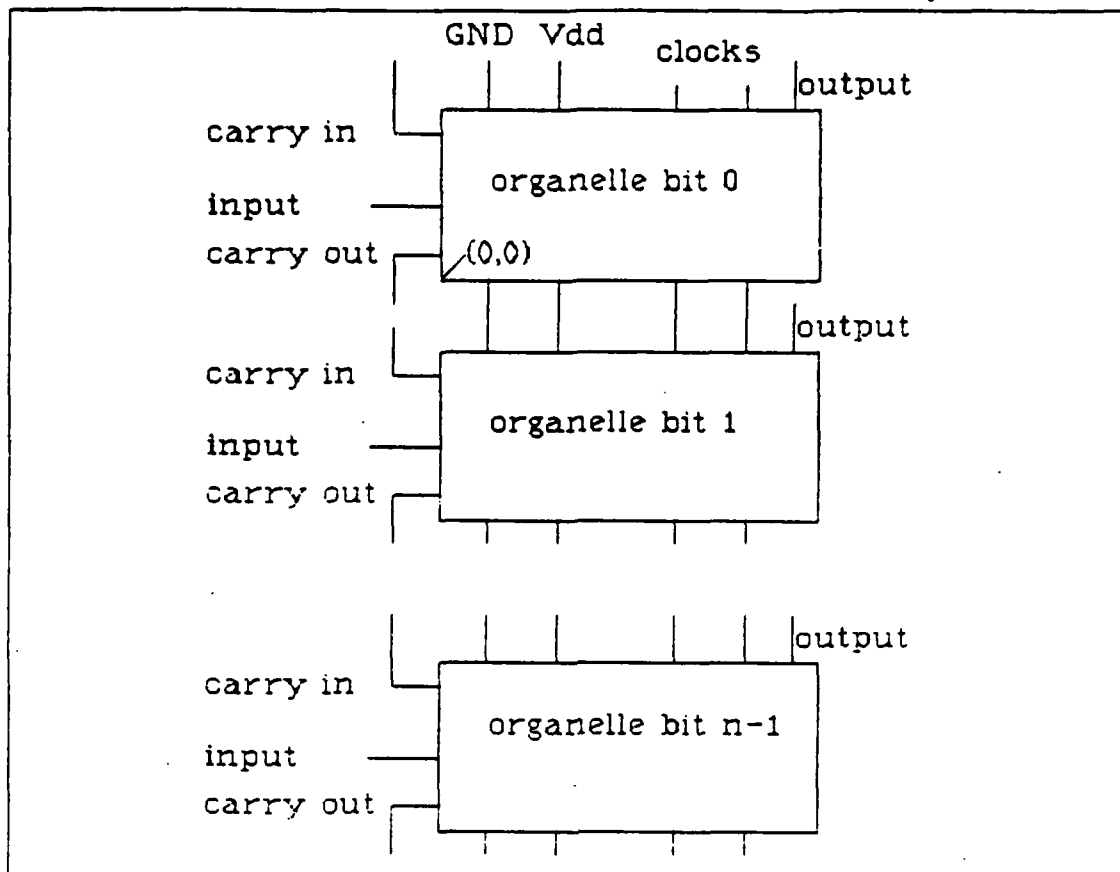 GND Vdd
clocks
output
carry in
organelle bit 0
input
carry out
(0,0)
output
carry in
organelle bit 1
input
carry out
output
carry in
organelle bit n-1
input
carry out